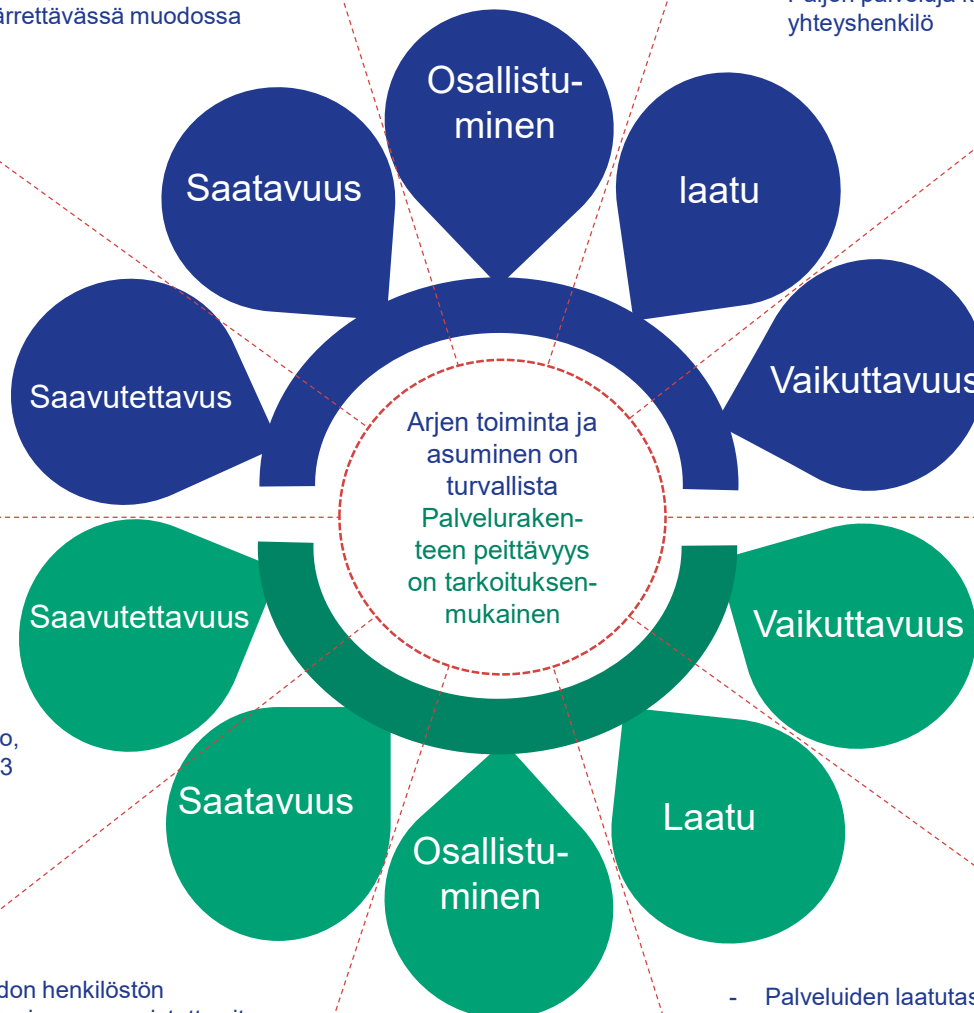 ärrettävässä muodossa
yhteyshenkilö
Osallistu-
minen
Saatavuus
laatu
Saavutettavus
Vaikuttavuus
Arjen toiminta ja
asuminen on
turvallista
Palveluraken-
teen peittävyys
on tarkoituksen-
mukainen
Saavutettavuus
Vaikuttavuus
o,
3
Saatavuus
Laatu
Osallistu-
minen
don henkilöstön
- Palveluiden laatutas